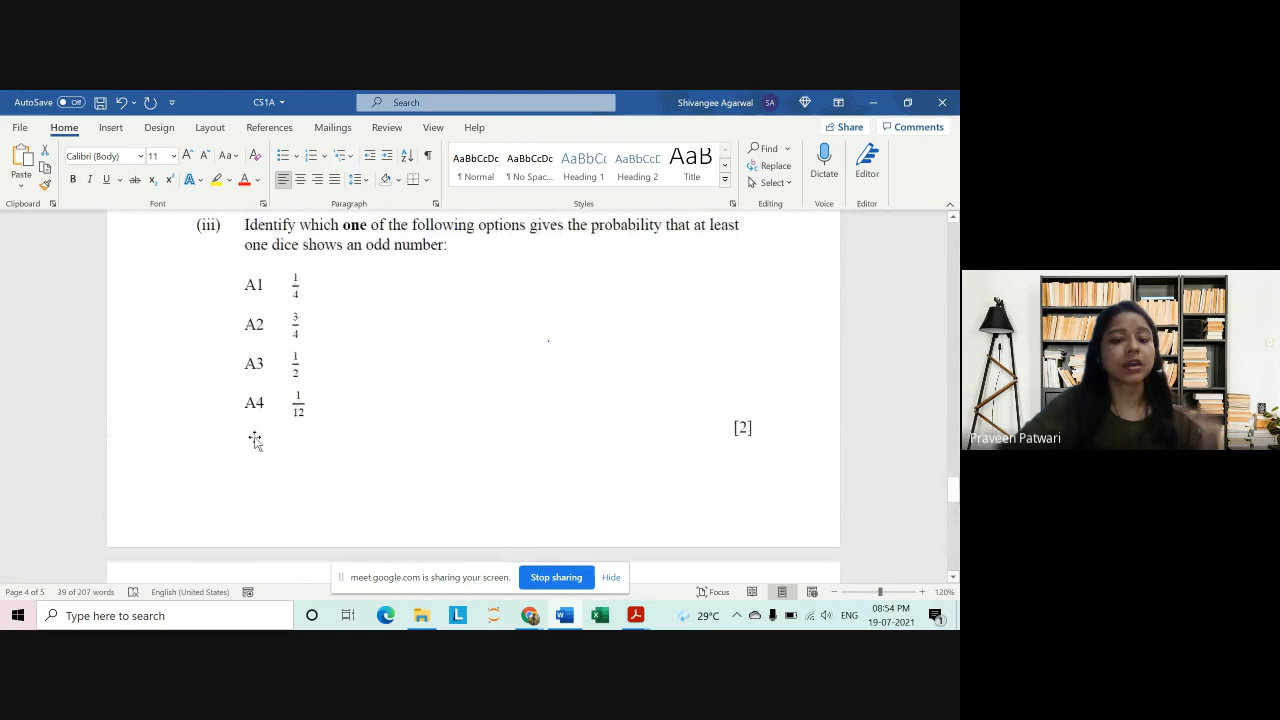 AutoSave Off CS1A Search Shivangee Agarwal SA
File Home Insert Design Layout References Mailings Review View Help Share Comments
Paste Calibri (Body) 11 Aa AaBbCcDc AaBbCcDc AaBbCc AaBbCcD AaB Find Replace Select Dictate Editor
¶ Normal ¶ No Spac... Heading 1 Heading 2 Title
Clipboard Font Paragraph Styles Editing Voice Editor
(iii) Identify which one of the following options gives the probability that at least
one dice shows an odd number:
A1 1/4
A2 3/4
A3 1/2
A4 1/12
[2]
Praveen Patwari
meet.google.com is sharing your screen. Stop sharing Hide
Page 4 of 5 39 of 207 words English (United States) Focus 120%
Type here to search 29°C ENG 08:54 PM
19-07-2021